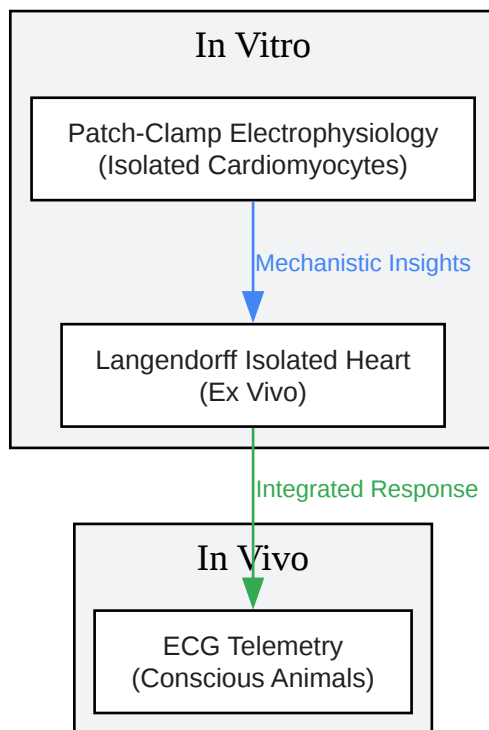 In Vitro
Patch-Clamp Electrophysiology
(Isolated Cardiomyocytes)
Mechanistic Insights
Langendorff Isolated Heart
(Ex Vivo)
Integrated Response
In Vivo
ECG Telemetry
(Conscious Animals)